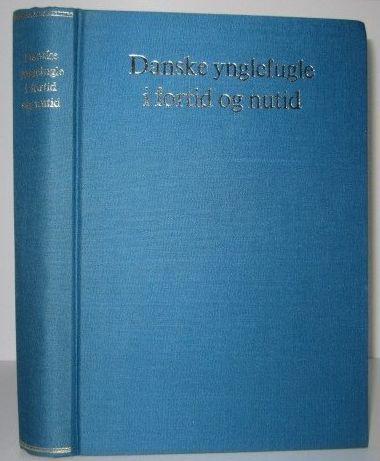 Danske
ynglefugle
i fortid
og nutid
Danske ynglefugle
i fortid og nutid